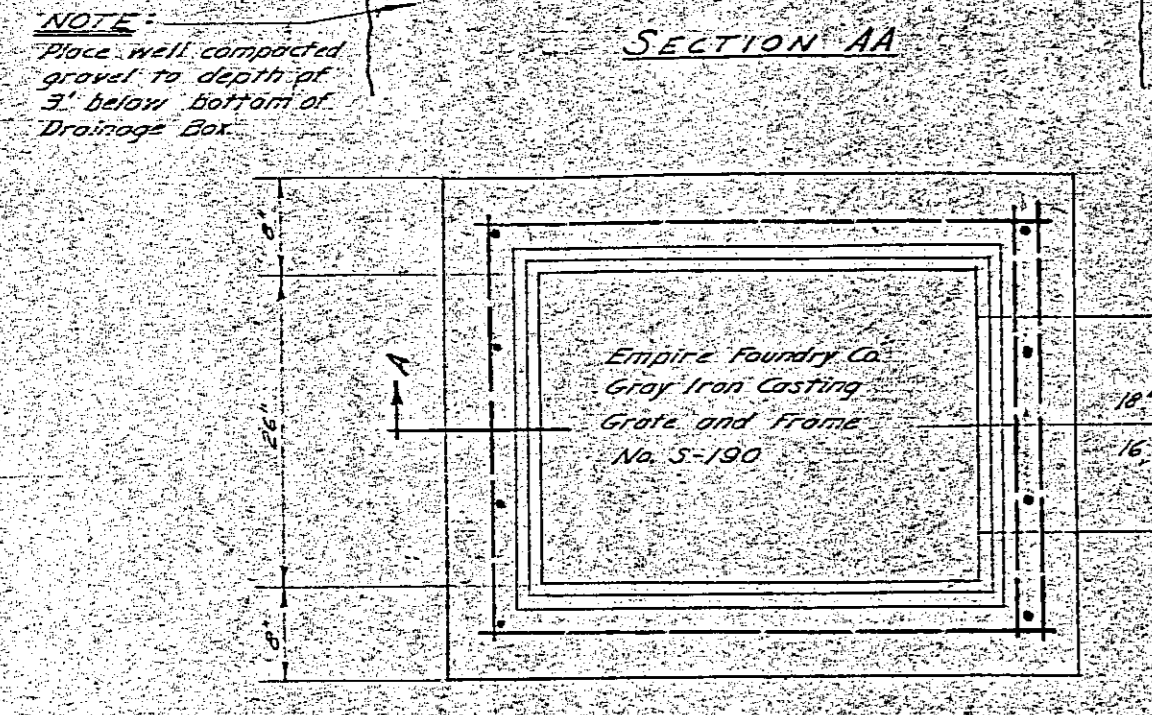 NOTE:
Place well compacted
gravel to depth of
3' below bottom of
Drainage Box.
SECTION AA
8"
26"
8"
A
Empire Foundry Co.
Gray Iron Casting
Grate and Frame
No. S-190
18"
16